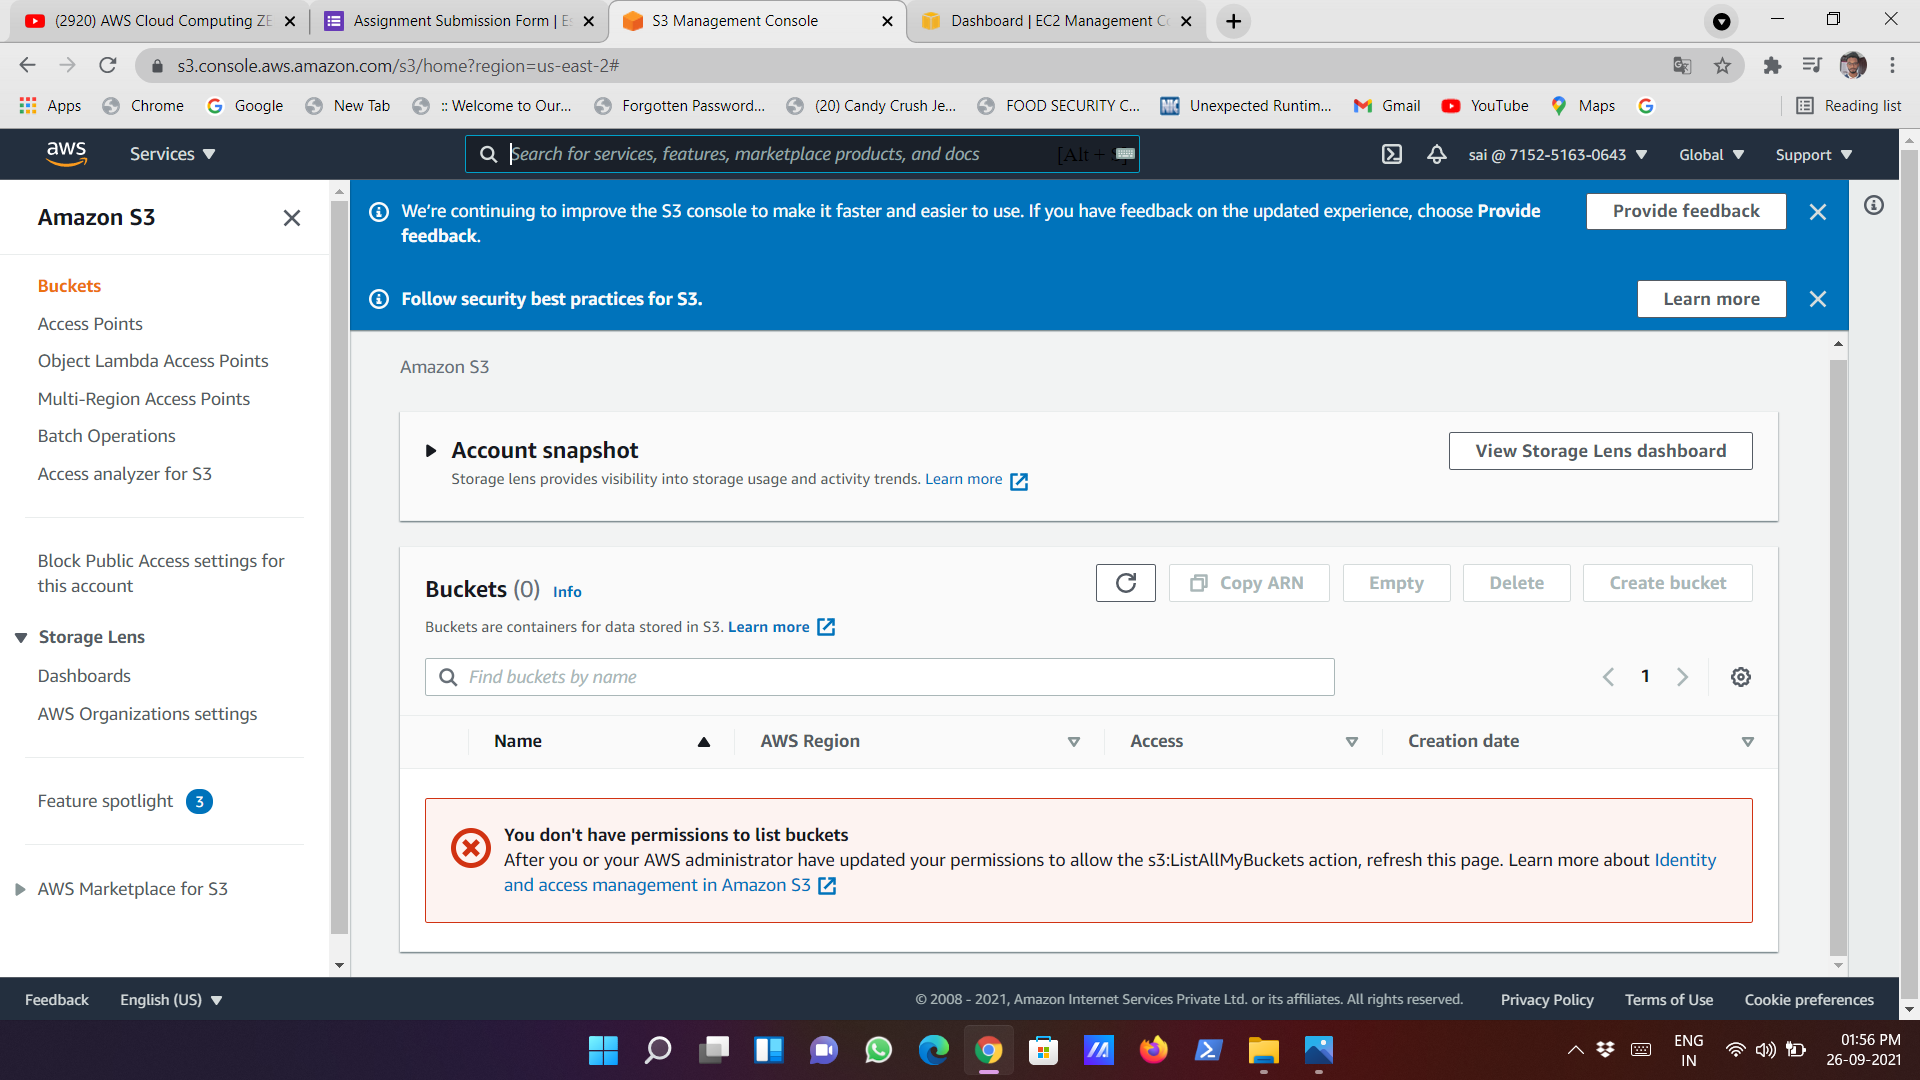 (2920) AWS Cloud Computing ZE
Assignment Submission Form | Es
S3 Management Console
Dashboard | EC2 Management Co
s3.console.aws.amazon.com/s3/home?region=us-east-2#
Apps
Chrome
Google
New Tab
:: Welcome to Our...
Forgotten Password...
(20) Candy Crush Je...
FOOD SECURITY C...
Unexpected Runtim...
Gmail
YouTube
Maps
Reading list
aws
Services
Search for services, features, marketplace products, and docs
[Alt +
sai @ 7152-5163-0643
Global
Support
Amazon S3
Buckets
Access Points
Object Lambda Access Points
Multi-Region Access Points
Batch Operations
Access analyzer for S3
Block Public Access settings for
this account
Storage Lens
Dashboards
AWS Organizations settings
Feature spotlight 3
AWS Marketplace for S3
We're continuing to improve the S3 console to make it faster and easier to use. If you have feedback on the updated experience, choose Provide
feedback.
Provide feedback
Follow security best practices for S3.
Learn more
Amazon S3
Account snapshot
Storage lens provides visibility into storage usage and activity trends. Learn more
View Storage Lens dashboard
Buckets (0) Info
Copy ARN
Empty
Delete
Create bucket
Buckets are containers for data stored in S3. Learn more
Find buckets by name
1
Name
AWS Region
Access
Creation date
You don't have permissions to list buckets
After you or your AWS administrator have updated your permissions to allow the s3:ListAllMyBuckets action, refresh this page. Learn more about Identity
and access management in Amazon S3
Feedback
English (US)
© 2008 - 2021, Amazon Internet Services Private Ltd. or its affiliates. All rights reserved.
Privacy Policy
Terms of Use
Cookie preferences
ENG
IN
01:56 PM
26-09-2021